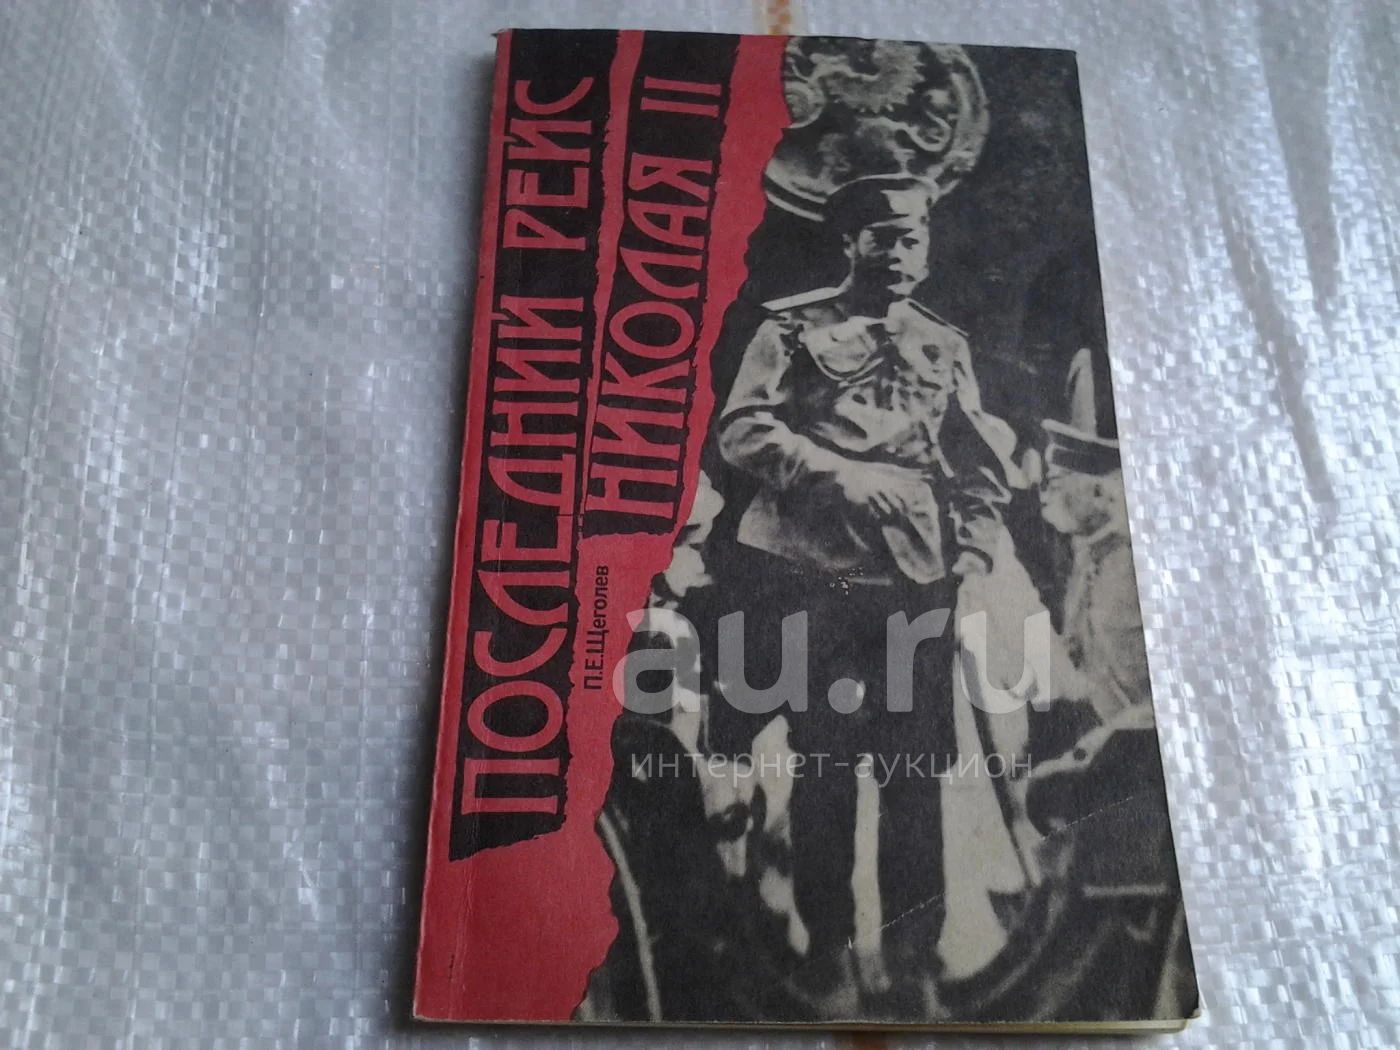 ПОСЛЕДНИЙ РЕЙС
НИКОЛАЯ II
П.Е.Щеголев
au.ru
интернет-аукцион